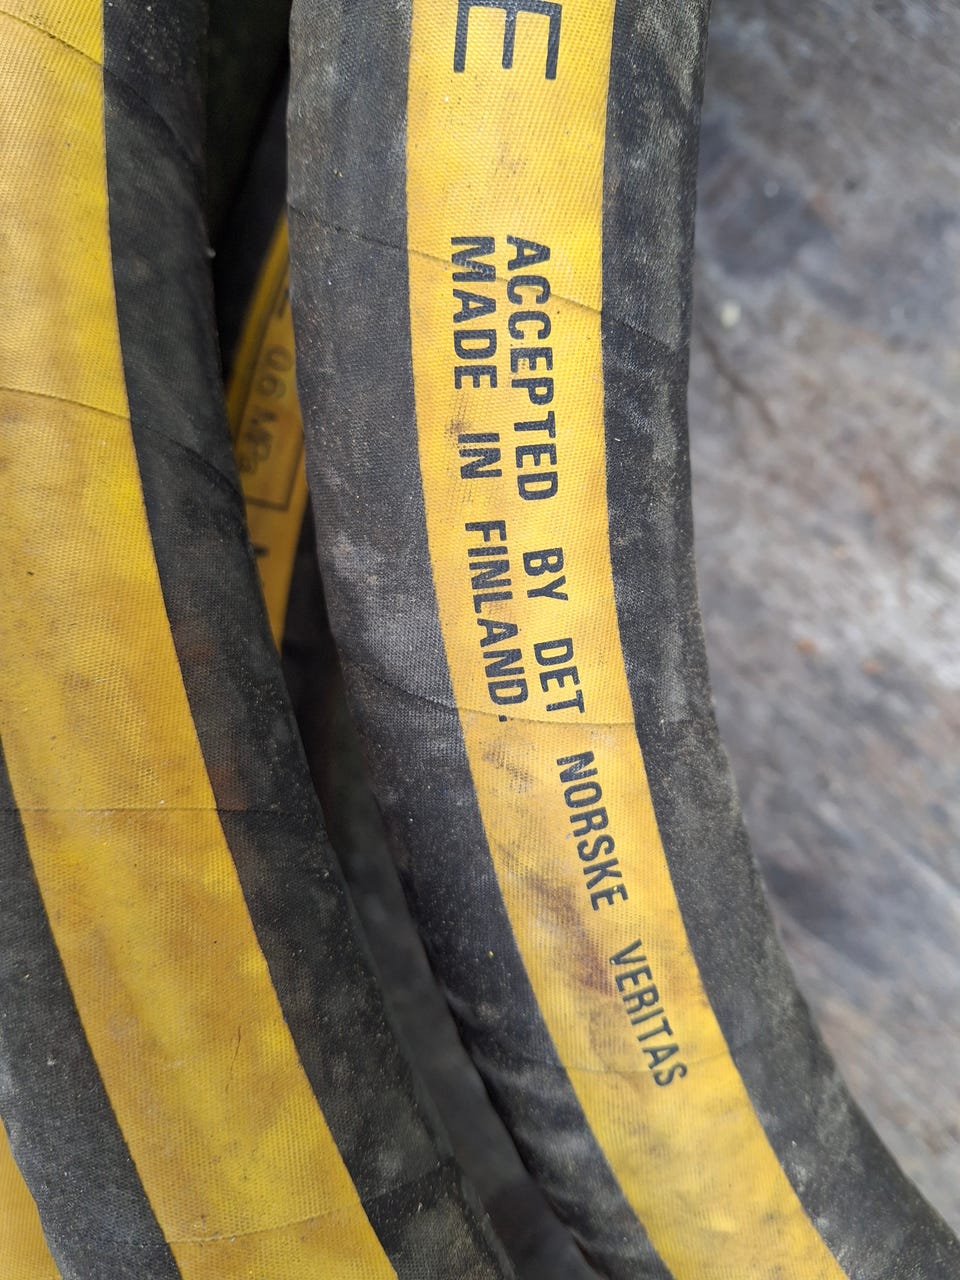 E
ACCEPTED BY DET NORSKE VERITAS
MADE IN FINLAND.